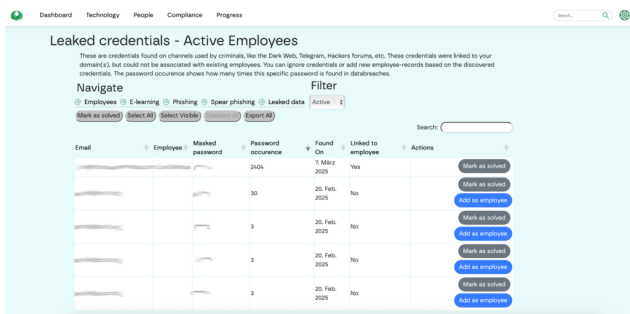 Dashboard Technology People Compliance Progress Search...
Leaked credentials - Active Employees
These are credentials found on channels used by criminals, like the Dark Web, Telegram, Hackers forums, etc. These credentials were linked to your
domain(s), but could not be associated with existing employees. You can ignore credentials or add new employee-records based on the discovered
credentials. The password occurence shows how many times this specific password is found in databreaches.
Navigate Filter
Employees E-learning Phishing Spear phishing Leaked data Active
Mark as solved Select All Select Visible Deselect all Export All
Search:
Email Employee Masked password Password occurence Found On Linked to employee Actions
2404 7. März 2025 Yes Mark as solved
30 20. Feb. 2025 No Mark as solved Add as employee
3 20. Feb. 2025 No Mark as solved Add as employee
3 20. Feb. 2025 No Mark as solved Add as employee
3 20. Feb. 2025 No Mark as solved Add as employee